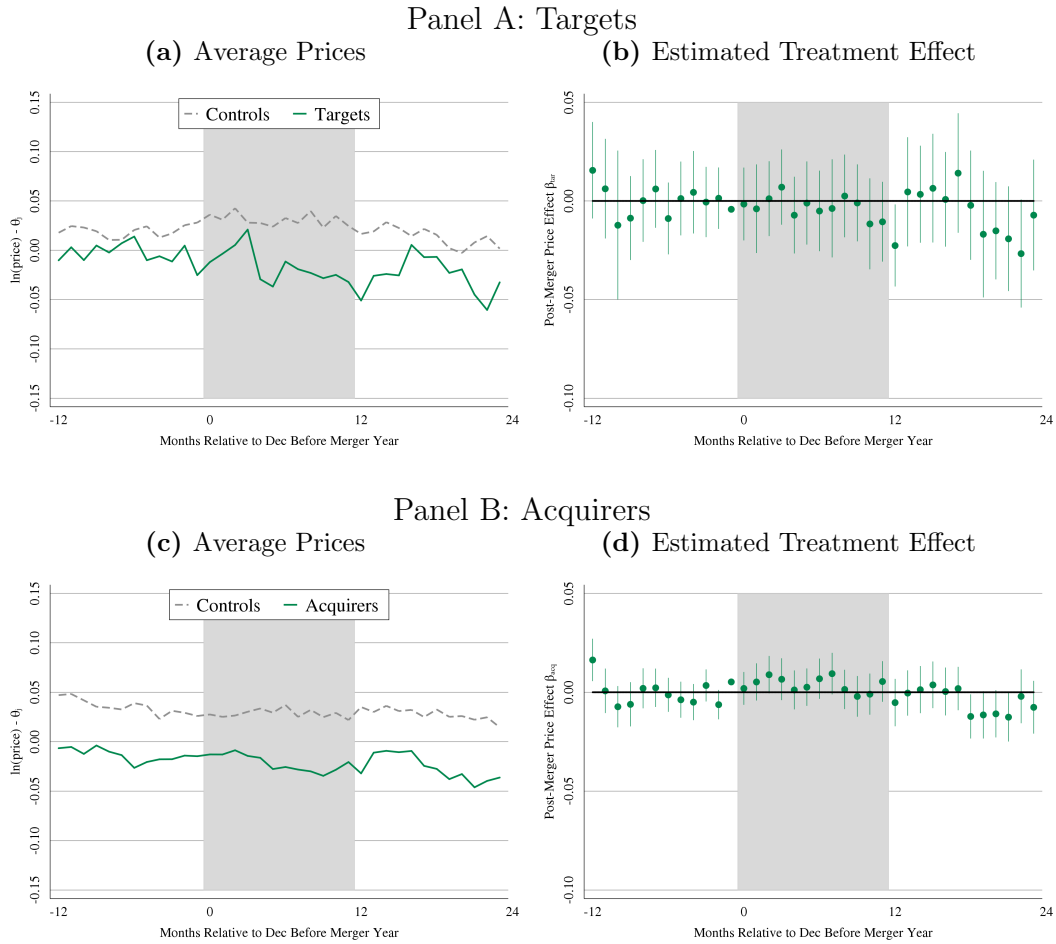 Panel A: Targets
(a) Average Prices
(b) Estimated Treatment Effect
0.15
0.10
0.05
0.00
-0.05
-0.10
-0.15
ln(price) - θj
Controls
Targets
-12
0
12
24
Months Relative to Dec Before Merger Year
0.05
0.00
-0.05
-0.10
Post-Merger Price Effect βtar
-12
0
12
24
Months Relative to Dec Before Merger Year
Panel B: Acquirers
(c) Average Prices
(d) Estimated Treatment Effect
0.15
0.10
0.05
0.00
-0.05
-0.10
-0.15
ln(price) - θj
Controls
Acquirers
-12
0
12
24
Months Relative to Dec Before Merger Year
0.05
0.00
-0.05
-0.10
Post-Merger Price Effect βacq
-12
0
12
24
Months Relative to Dec Before Merger Year